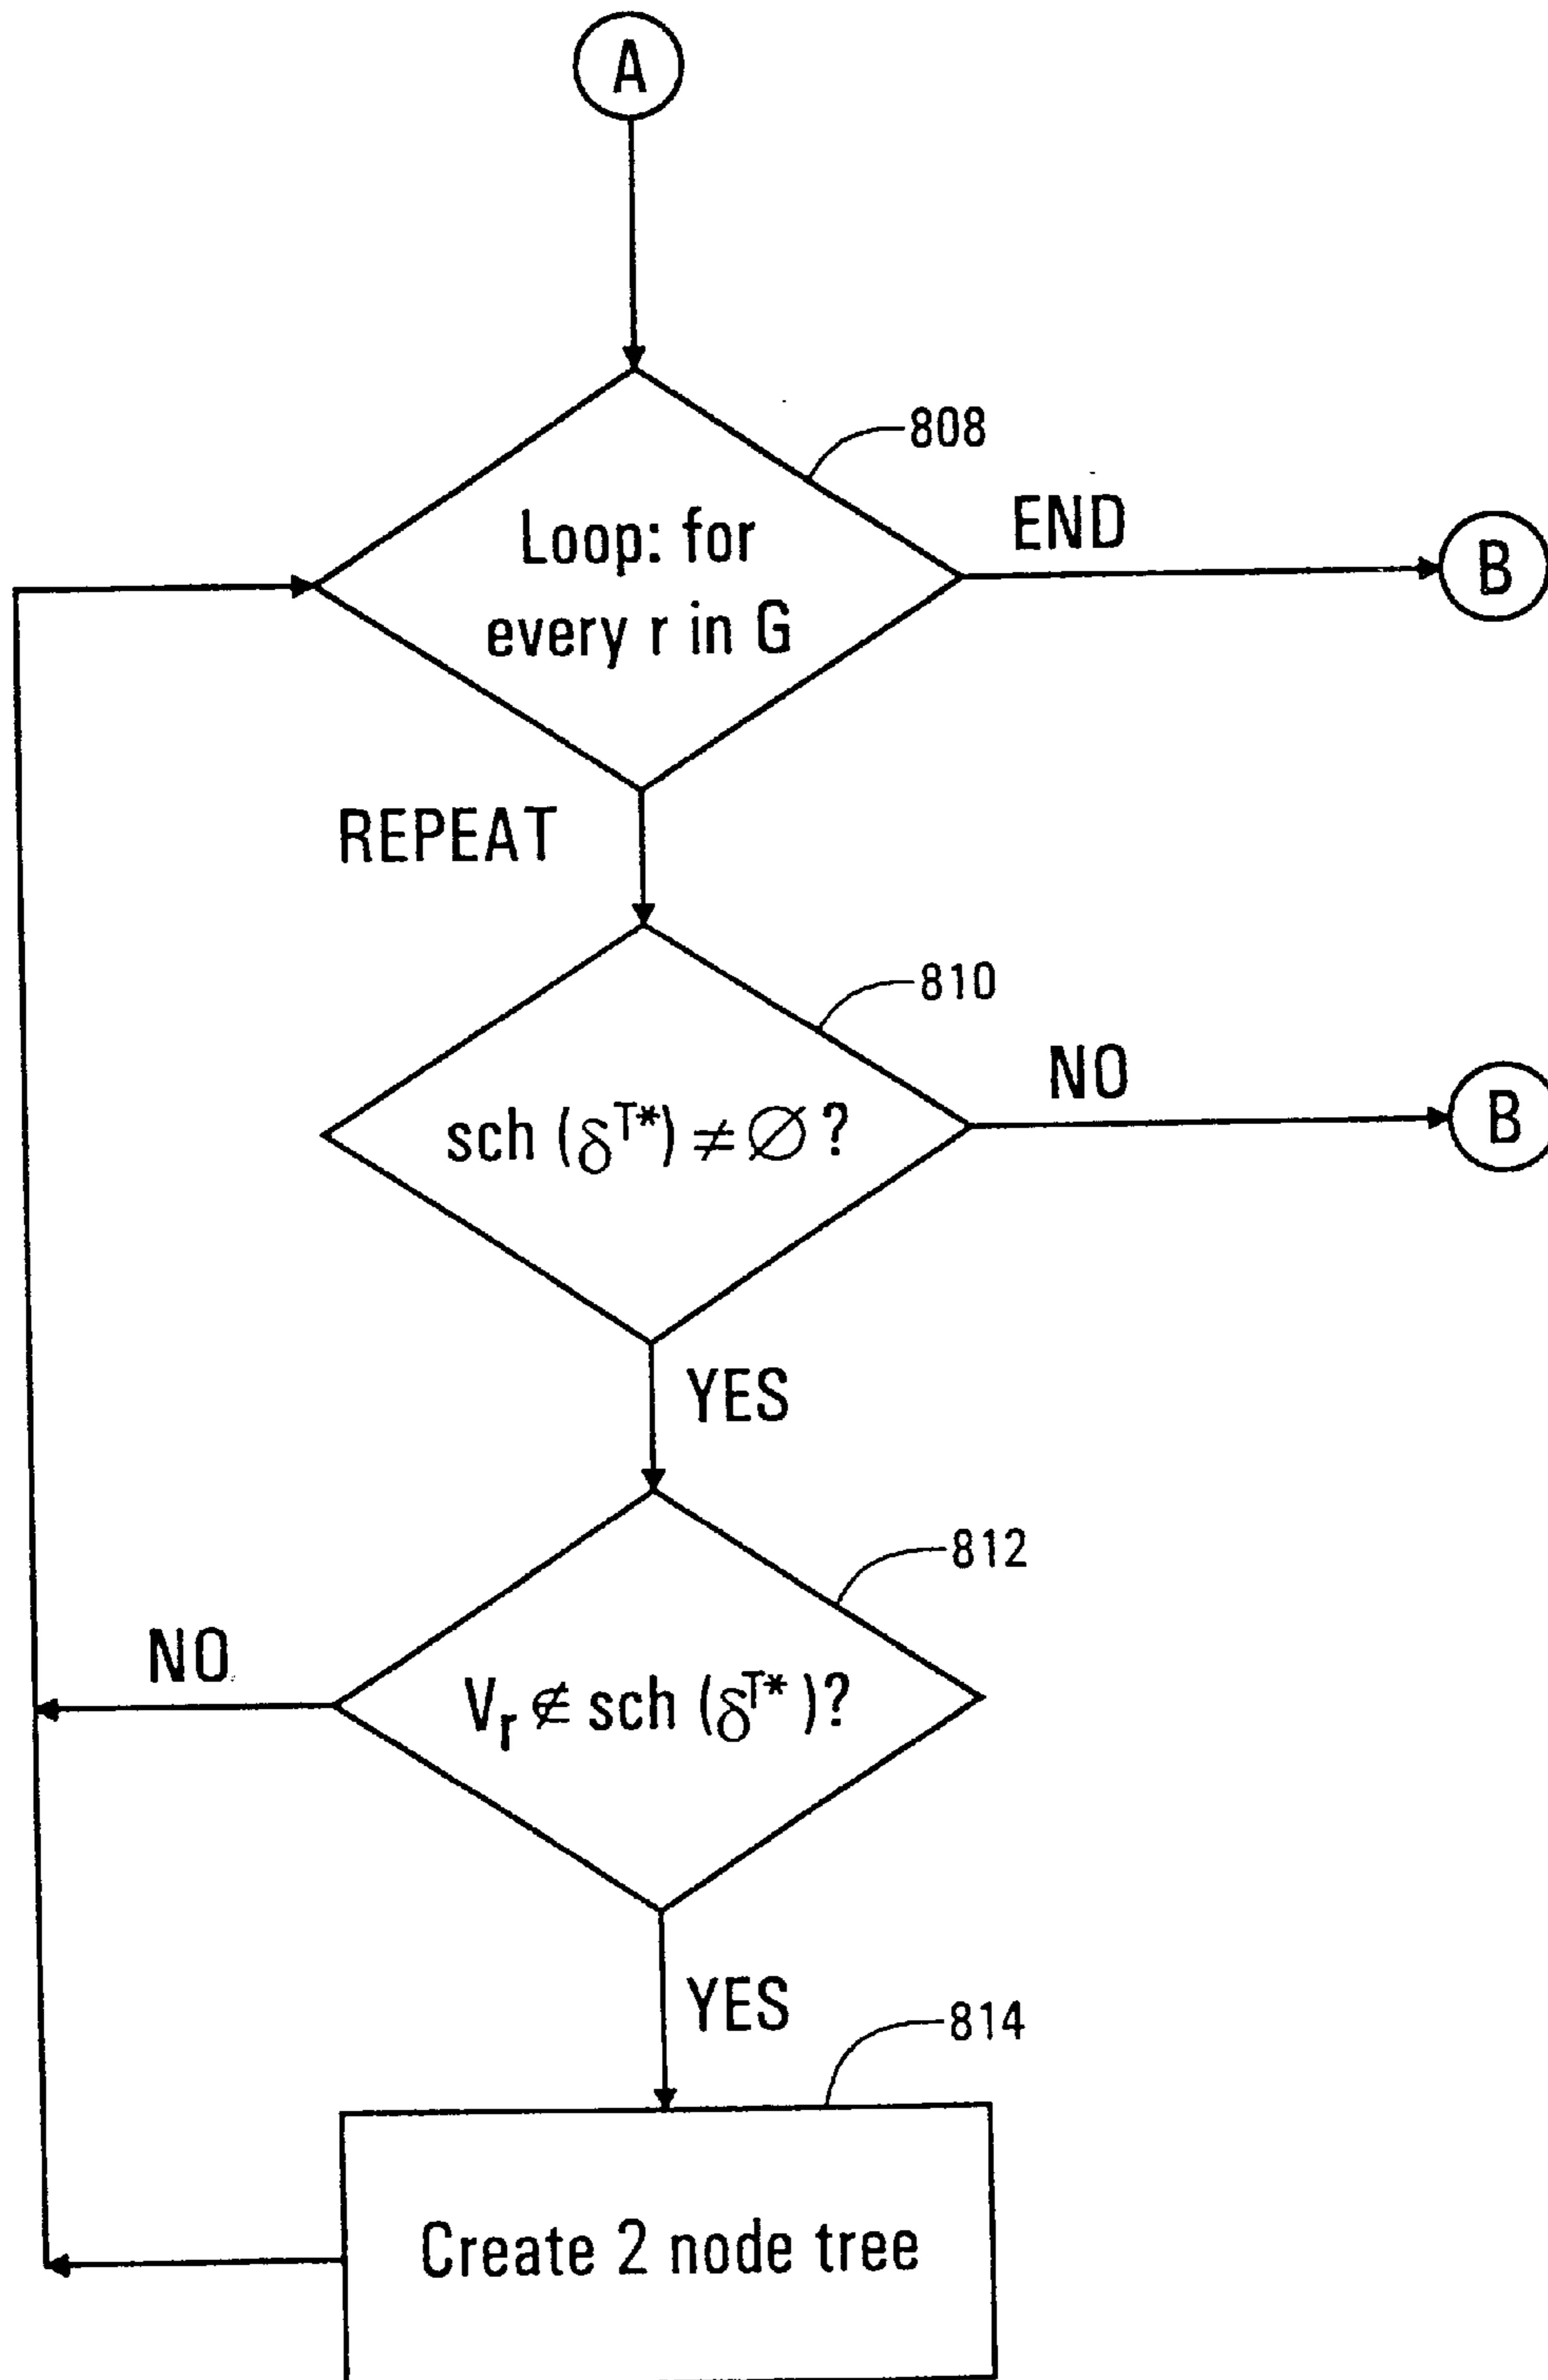 A
808
Loop: for
every r in G
END
B
REPEAT
810
sch (δᵀ*) ≠ ∅ ?
NO
B
YES
812
Vᵣ ∉ sch (δᵀ*)?
NO
YES
814
Create 2 node tree